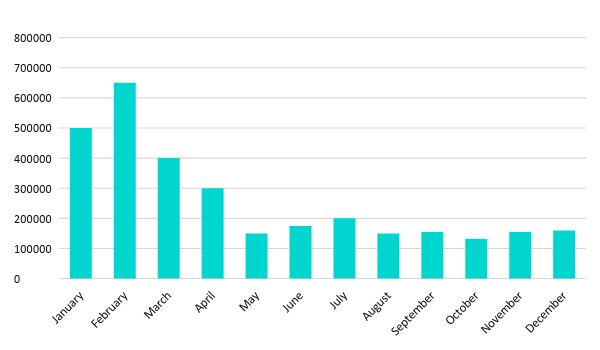 800000
700000
600000
500000
400000
300000
200000
100000
0
January
February
March
April
May
June
July
August
September
October
November
December